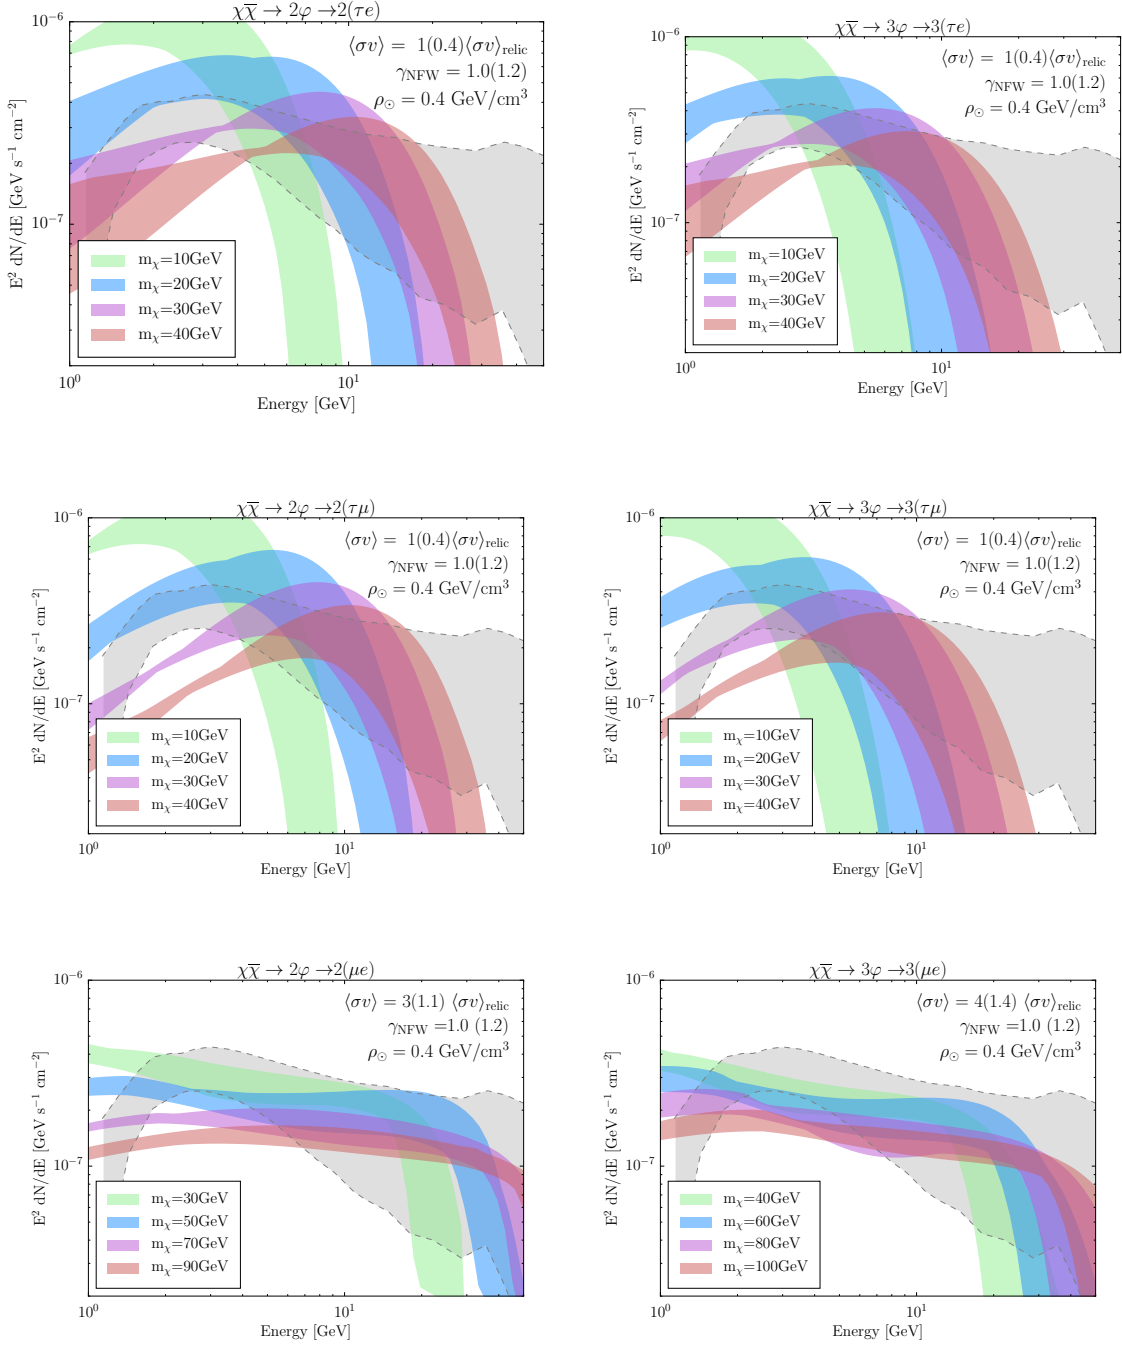 χχ̅ → 2φ →2(τe)
⟨σv⟩ = 1(0.4)⟨σv⟩relic
γNFW = 1.0(1.2)
ρ⊙ = 0.4 GeV/cm³
E² dN/dE [GeV s⁻¹ cm⁻²]
10⁻⁶
10⁻⁷
mχ=10GeV
mχ=20GeV
mχ=30GeV
mχ=40GeV
10⁰
10¹
Energy [GeV]
χχ̅ → 3φ →3(τe)
⟨σv⟩ = 1(0.4)⟨σv⟩relic
γNFW = 1.0(1.2)
ρ⊙ = 0.4 GeV/cm³
E² dN/dE [GeV s⁻¹ cm⁻²]
10⁻⁶
10⁻⁷
mχ=10GeV
mχ=20GeV
mχ=30GeV
mχ=40GeV
10⁰
10¹
Energy [GeV]
χχ̅ → 2φ →2(τμ)
⟨σv⟩ = 1(0.4)⟨σv⟩relic
γNFW = 1.0(1.2)
ρ⊙ = 0.4 GeV/cm³
E² dN/dE [GeV s⁻¹ cm⁻²]
10⁻⁶
10⁻⁷
mχ=10GeV
mχ=20GeV
mχ=30GeV
mχ=40GeV
10⁰
10¹
Energy [GeV]
χχ̅ → 3φ →3(τμ)
⟨σv⟩ = 1(0.4)⟨σv⟩relic
γNFW = 1.0(1.2)
ρ⊙ = 0.4 GeV/cm³
E² dN/dE [GeV s⁻¹ cm⁻²]
10⁻⁶
10⁻⁷
mχ=10GeV
mχ=20GeV
mχ=30GeV
mχ=40GeV
10⁰
10¹
Energy [GeV]
χχ̅ → 2φ →2(μe)
⟨σv⟩ = 3(1.1) ⟨σv⟩relic
γNFW =1.0 (1.2)
ρ⊙ = 0.4 GeV/cm³
E² dN/dE [GeV s⁻¹ cm⁻²]
10⁻⁶
10⁻⁷
mχ=30GeV
mχ=50GeV
mχ=70GeV
mχ=90GeV
10⁰
10¹
Energy [GeV]
χχ̅ → 3φ →3(μe)
⟨σv⟩ = 4(1.4) ⟨σv⟩relic
γNFW =1.0 (1.2)
ρ⊙ = 0.4 GeV/cm³
E² dN/dE [GeV s⁻¹ cm⁻²]
10⁻⁶
10⁻⁷
mχ=40GeV
mχ=60GeV
mχ=80GeV
mχ=100GeV
10⁰
10¹
Energy [GeV]